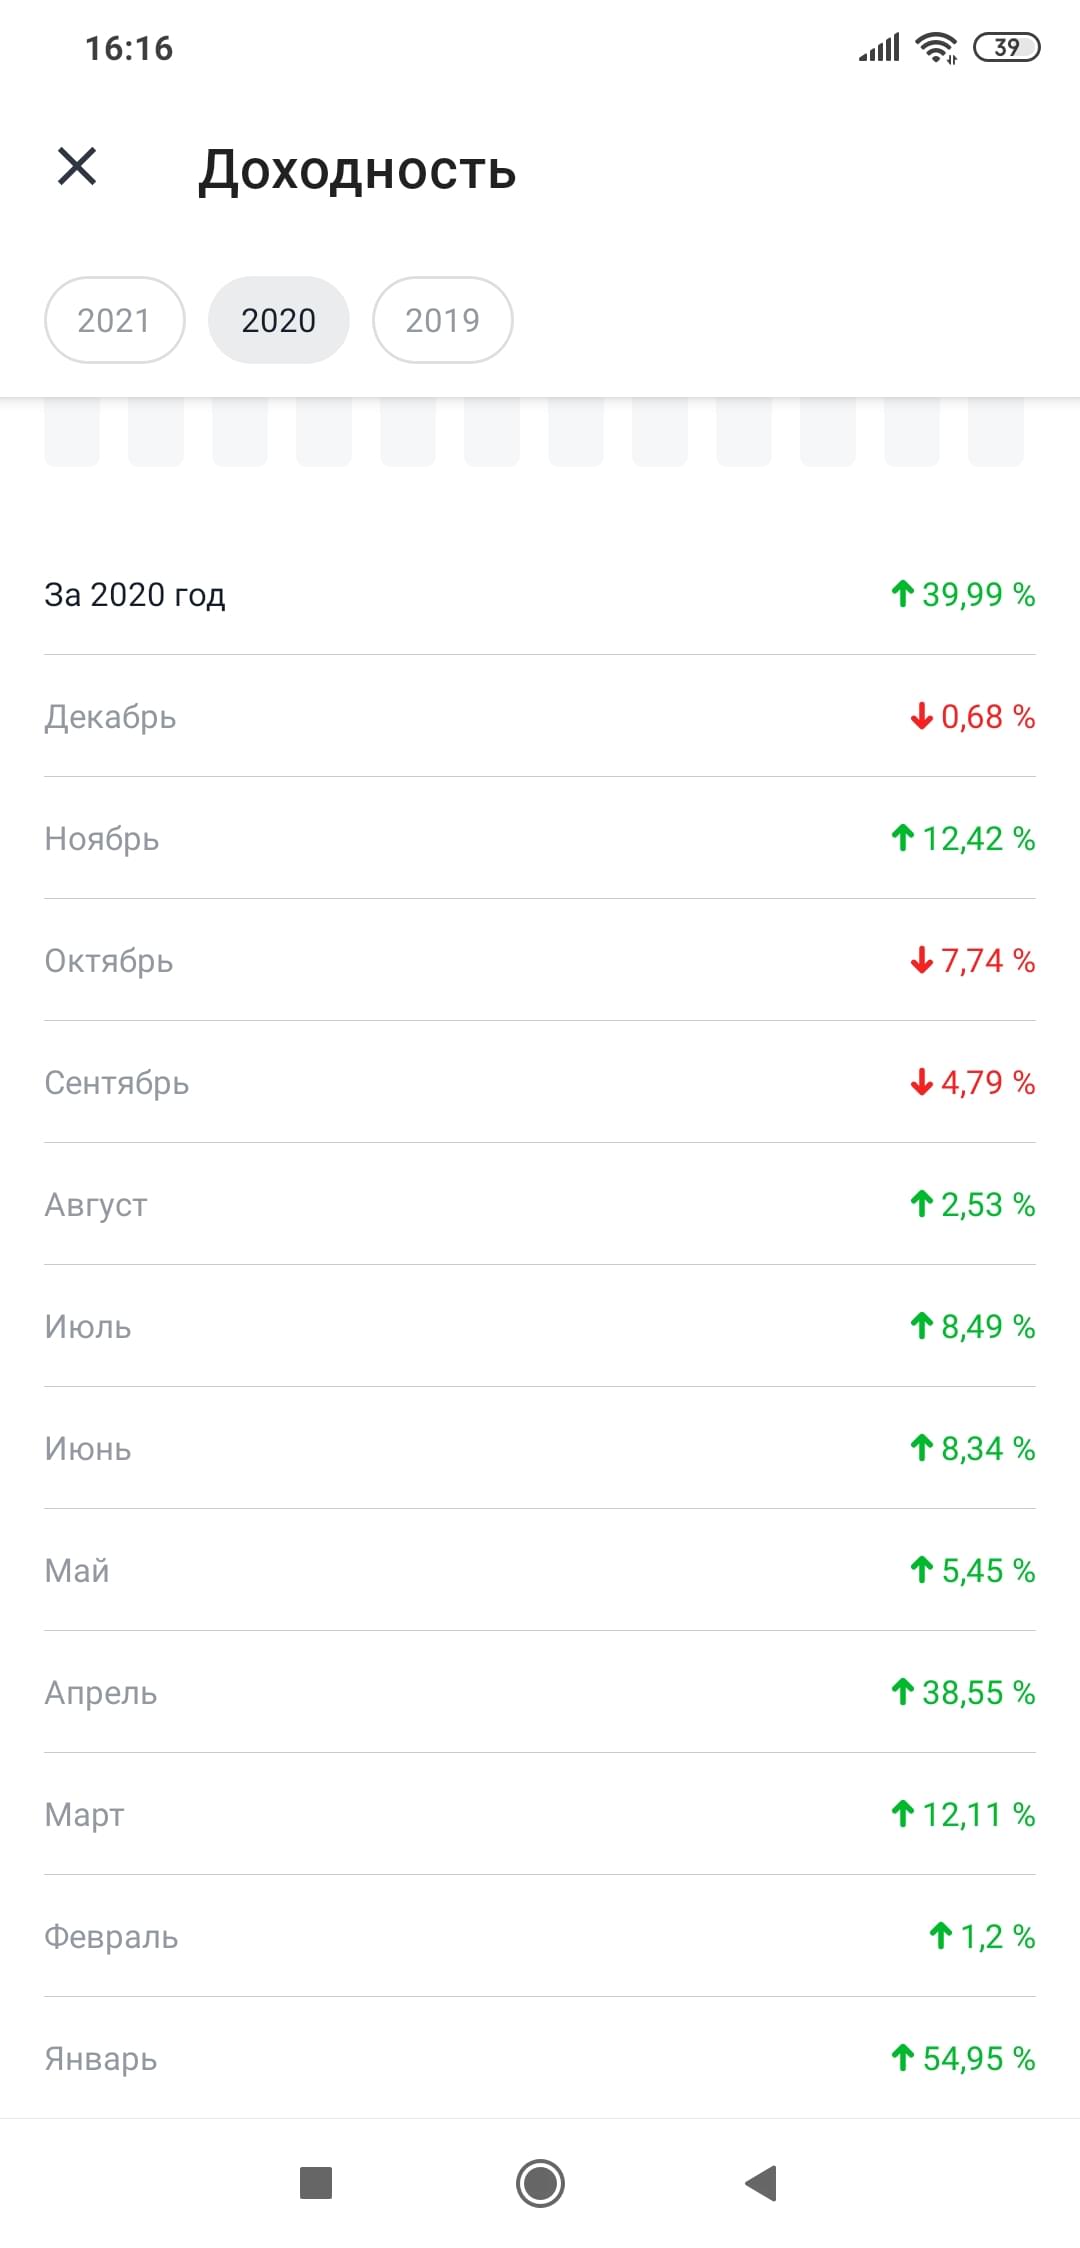 16:16
39
Доходность
2021 2020 2019
За 2020 год 39,99 %
Декабрь 0,68 %
Ноябрь 12,42 %
Октябрь 7,74 %
Сентябрь 4,79 %
Август 2,53 %
Июль 8,49 %
Июнь 8,34 %
Май 5,45 %
Апрель 38,55 %
Март 12,11 %
Февраль 1,2 %
Январь 54,95 %